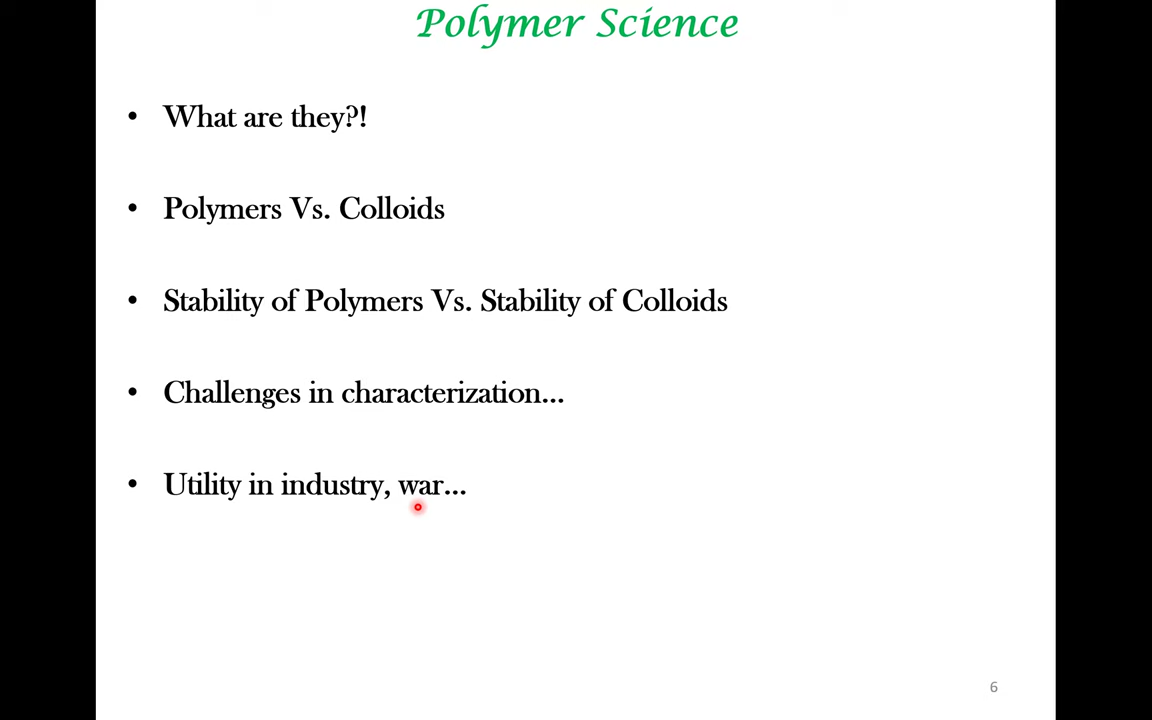 Polymer Science
• What are they?!
• Polymers Vs. Colloids
• Stability of Polymers Vs. Stability of Colloids
• Challenges in characterization...
• Utility in industry, war...
6